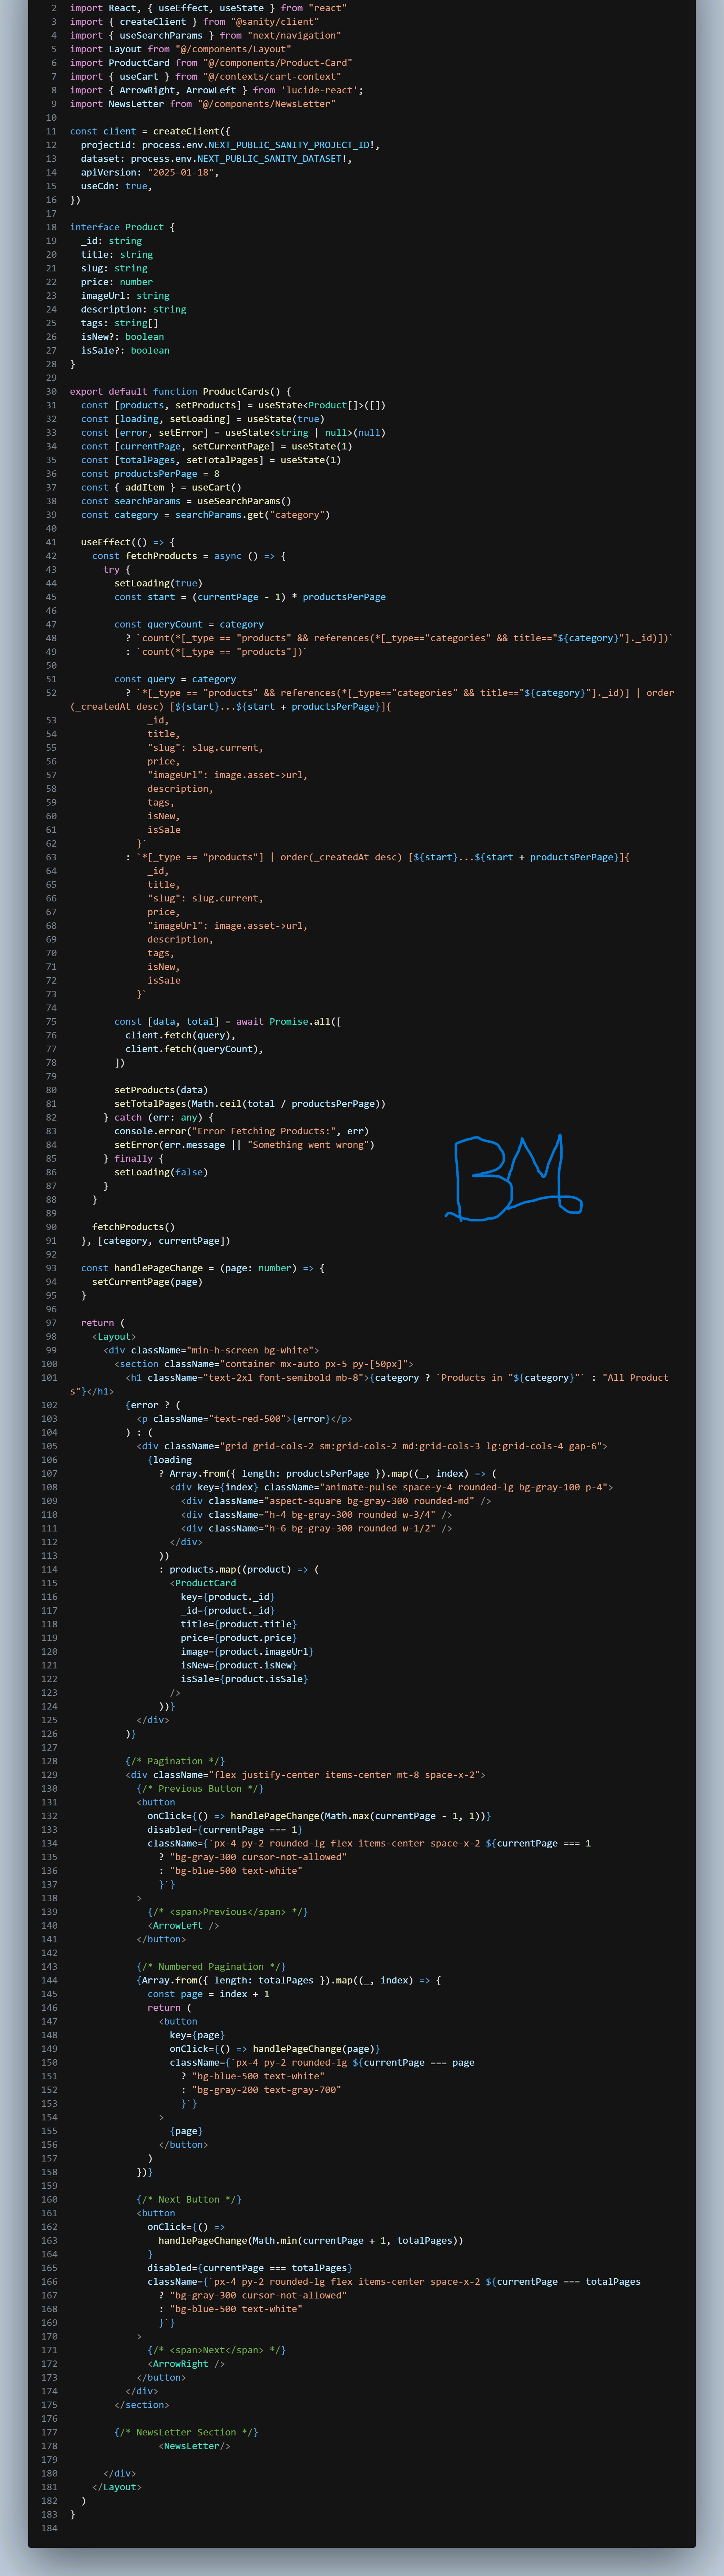 2 import React, { useEffect, useState } from "react"
3 import { createClient } from "@sanity/client"
4 import { useSearchParams } from "next/navigation"
5 import Layout from "@/components/Layout"
6 import ProductCard from "@/components/Product-Card"
7 import { useCart } from "@/contexts/cart-context"
8 import { ArrowRight, ArrowLeft } from 'lucide-react';
9 import NewsLetter from "@/components/NewsLetter"
10
11 const client = createClient({
12   projectId: process.env.NEXT_PUBLIC_SANITY_PROJECT_ID!,
13   dataset: process.env.NEXT_PUBLIC_SANITY_DATASET!,
14   apiVersion: "2025-01-18",
15   useCdn: true,
16 })
17
18 interface Product {
19   _id: string
20   title: string
21   slug: string
22   price: number
23   imageUrl: string
24   description: string
25   tags: string[]
26   isNew?: boolean
27   isSale?: boolean
28 }
29
30 export default function ProductCards() {
31   const [products, setProducts] = useState<Product[]>([])
32   const [loading, setLoading] = useState(true)
33   const [error, setError] = useState<string | null>(null)
34   const [currentPage, setCurrentPage] = useState(1)
35   const [totalPages, setTotalPages] = useState(1)
36   const productsPerPage = 8
37   const { addItem } = useCart()
38   const searchParams = useSearchParams()
39   const category = searchParams.get("category")
40
41   useEffect(() => {
42     const fetchProducts = async () => {
43       try {
44         setLoading(true)
45         const start = (currentPage - 1) * productsPerPage
46
47         const queryCount = category
48           ? `count(*[_type == "products" && references(*[_type=="categories" && title=="${category}"]._id)])`
49           : `count(*[_type == "products"])`
50
51         const query = category
52           ? `*[_type == "products" && references(*[_type=="categories" && title=="${category}"]._id)] | order
(_createdAt desc) [${start}...${start + productsPerPage}]{
53               _id,
54               title,
55               "slug": slug.current,
56               price,
57               "imageUrl": image.asset->url,
58               description,
59               tags,
60               isNew,
61               isSale
62             }`
63           : `*[_type == "products"] | order(_createdAt desc) [${start}...${start + productsPerPage}]{
64               _id,
65               title,
66               "slug": slug.current,
67               price,
68               "imageUrl": image.asset->url,
69               description,
70               tags,
71               isNew,
72               isSale
73             }`
74
75         const [data, total] = await Promise.all([
76           client.fetch(query),
77           client.fetch(queryCount),
78         ])
79
80         setProducts(data)
81         setTotalPages(Math.ceil(total / productsPerPage))
82       } catch (err: any) {
83         console.error("Error Fetching Products:", err)
84         setError(err.message || "Something went wrong")
85       } finally {
86         setLoading(false)
87       }
88     }
BM
89
90     fetchProducts()
91   }, [category, currentPage])
92
93   const handlePageChange = (page: number) => {
94     setCurrentPage(page)
95   }
96
97   return (
98     <Layout>
99       <div className="min-h-screen bg-white">
100         <section className="container mx-auto px-5 py-[50px]">
101           <h1 className="text-2xl font-semibold mb-8">{category ? `Products in "${category}"` : "All Product
s"}</h1>
102           {error ? (
103             <p className="text-red-500">{error}</p>
104           ) : (
105             <div className="grid grid-cols-2 sm:grid-cols-2 md:grid-cols-3 lg:grid-cols-4 gap-6">
106               {loading
107                 ? Array.from({ length: productsPerPage }).map((_, index) => (
108                   <div key={index} className="animate-pulse space-y-4 rounded-lg bg-gray-100 p-4">
109                     <div className="aspect-square bg-gray-300 rounded-md" />
110                     <div className="h-4 bg-gray-300 rounded w-3/4" />
111                     <div className="h-6 bg-gray-300 rounded w-1/2" />
112                   </div>
113                 ))
114                 : products.map((product) => (
115                   <ProductCard
116                     key={product._id}
117                     _id={product._id}
118                     title={product.title}
119                     price={product.price}
120                     image={product.imageUrl}
121                     isNew={product.isNew}
122                     isSale={product.isSale}
123                   />
124                 ))}
125             </div>
126           )}
127
128           {/* Pagination */}
129           <div className="flex justify-center items-center mt-8 space-x-2">
130             {/* Previous Button */}
131             <button
132               onClick={() => handlePageChange(Math.max(currentPage - 1, 1))}
133               disabled={currentPage === 1}
134               className={`px-4 py-2 rounded-lg flex items-center space-x-2 ${currentPage === 1
135                 ? "bg-gray-300 cursor-not-allowed"
136                 : "bg-blue-500 text-white"
137                 }`}
138             >
139               {/* <span>Previous</span> */}
140               <ArrowLeft />
141             </button>
142
143             {/* Numbered Pagination */}
144             {Array.from({ length: totalPages }).map((_, index) => {
145               const page = index + 1
146               return (
147                 <button
148                   key={page}
149                   onClick={() => handlePageChange(page)}
150                   className={`px-4 py-2 rounded-lg ${currentPage === page
151                     ? "bg-blue-500 text-white"
152                     : "bg-gray-200 text-gray-700"
153                     }`}
154                 >
155                   {page}
156                 </button>
157               )
158             })}
159
160             {/* Next Button */}
161             <button
162               onClick={() =>
163                 handlePageChange(Math.min(currentPage + 1, totalPages))
164               }
165               disabled={currentPage === totalPages}
166               className={`px-4 py-2 rounded-lg flex items-center space-x-2 ${currentPage === totalPages
167                 ? "bg-gray-300 cursor-not-allowed"
168                 : "bg-blue-500 text-white"
169                 }`}
170             >
171               {/* <span>Next</span> */}
172               <ArrowRight />
173             </button>
174           </div>
175         </section>
176
177         {/* NewsLetter Section */}
178                 <NewsLetter/>
179
180       </div>
181     </Layout>
182   )
183 }
184